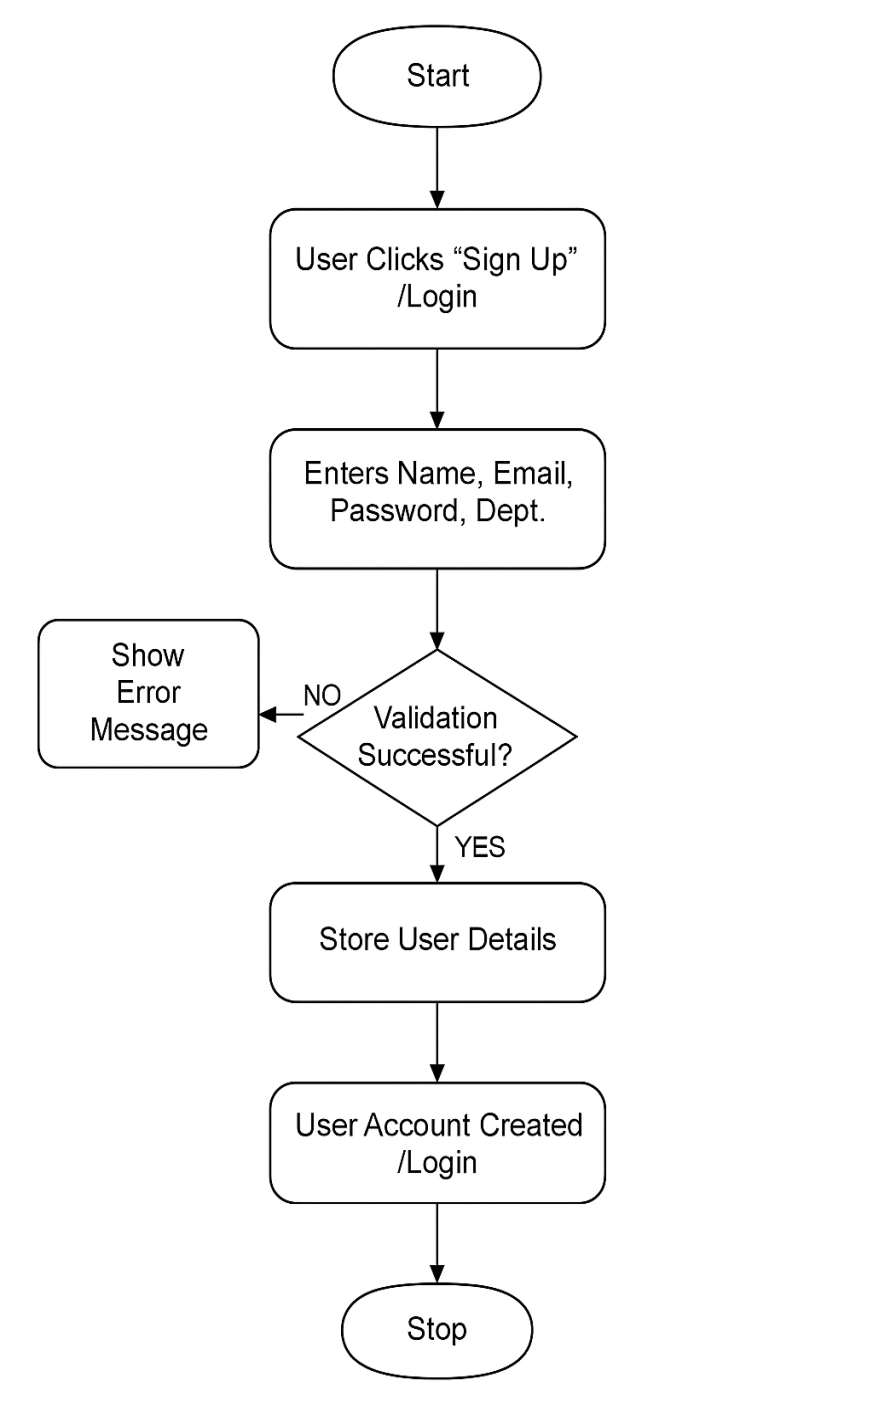 Start
User Clicks “Sign Up”
/Login
Enters Name, Email,
Password, Dept.
Show
Error
Message
NO
Validation
Successful?
YES
Store User Details
User Account Created
/Login
Stop